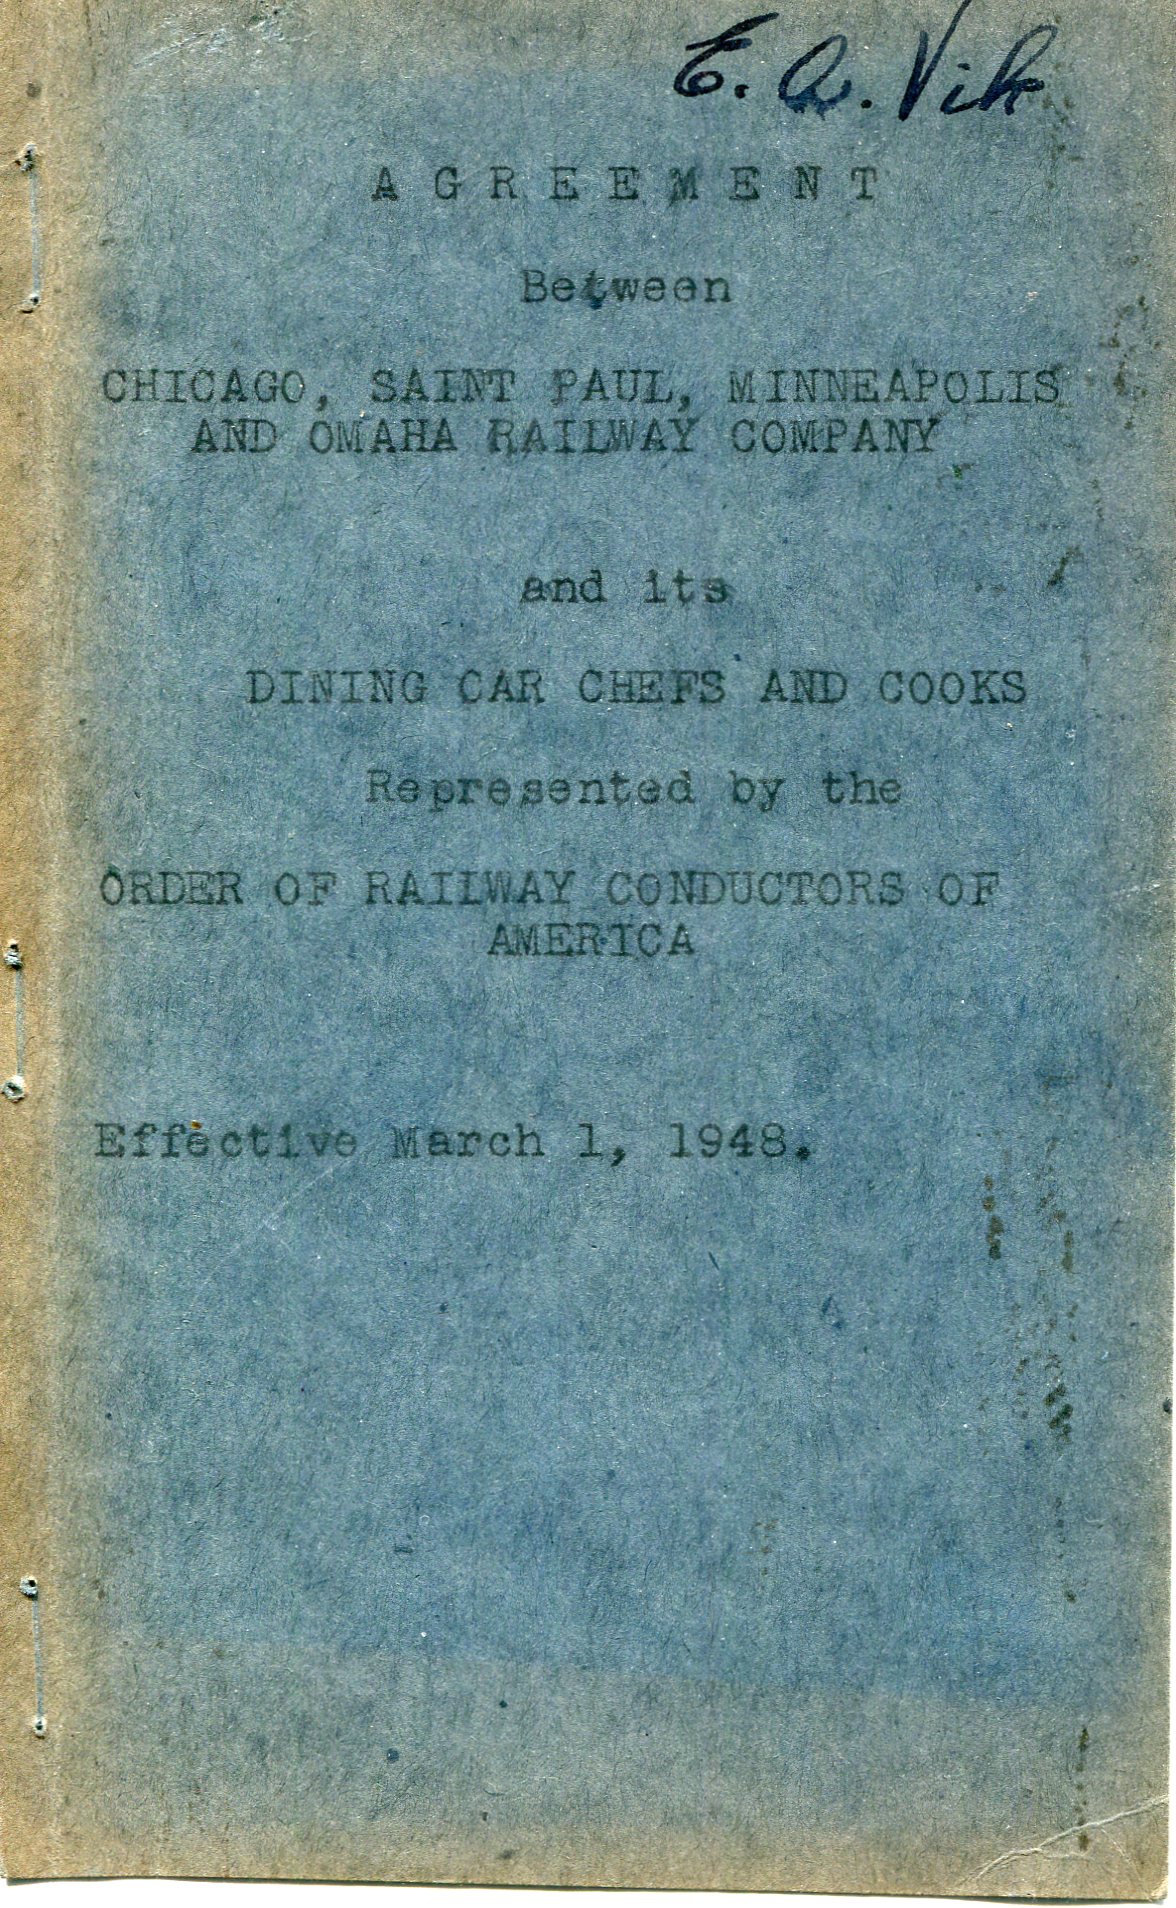 E. A. Vik
AGREEMENT
Between
CHICAGO, SAINT PAUL, MINNEAPOLIS
AND OMAHA RAILWAY COMPANY
and its
DINING CAR CHEFS AND COOKS
Represented by the
ORDER OF RAILWAY CONDUCTORS OF
AMERICA
Effective March 1, 1948.